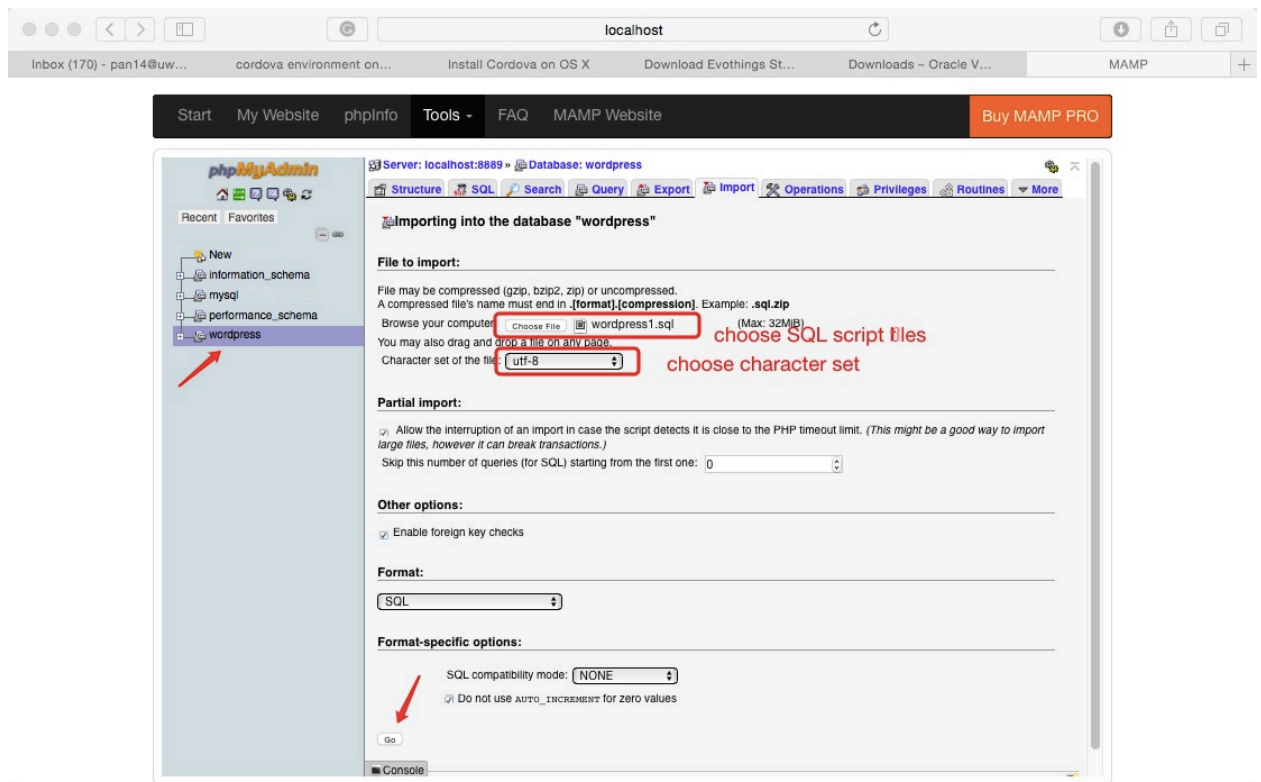 localhost
Inbox (170) - pan14@uw...
cordova environment on...
Install Cordova on OS X
Download Evothings St...
Downloads – Oracle V...
MAMP
Start My Website phpInfo Tools FAQ MAMP Website Buy MAMP PRO
phpMyAdmin
Recent Favorites
New
information_schema
mysql
performance_schema
wordpress
Server: localhost:8889 » Database: wordpress
Structure SQL Search Query Export Import Operations Privileges Routines More
Importing into the database "wordpress"
File to import:
File may be compressed (gzip, bzip2, zip) or uncompressed.
A compressed file's name must end in .[format].[compression]. Example: .sql.zip
Browse your computer Choose File wordpress1.sql (Max: 32MiB)
choose SQL script files
You may also drag and drop a file on any page.
Character set of the file: utf-8
choose character set
Partial import:
Allow the interruption of an import in case the script detects it is close to the PHP timeout limit. (This might be a good way to import
large files, however it can break transactions.)
Skip this number of queries (for SQL) starting from the first one: 0
Other options:
Enable foreign key checks
Format:
SQL
Format-specific options:
SQL compatibility mode: NONE
Do not use AUTO_INCREMENT for zero values
Go
Console